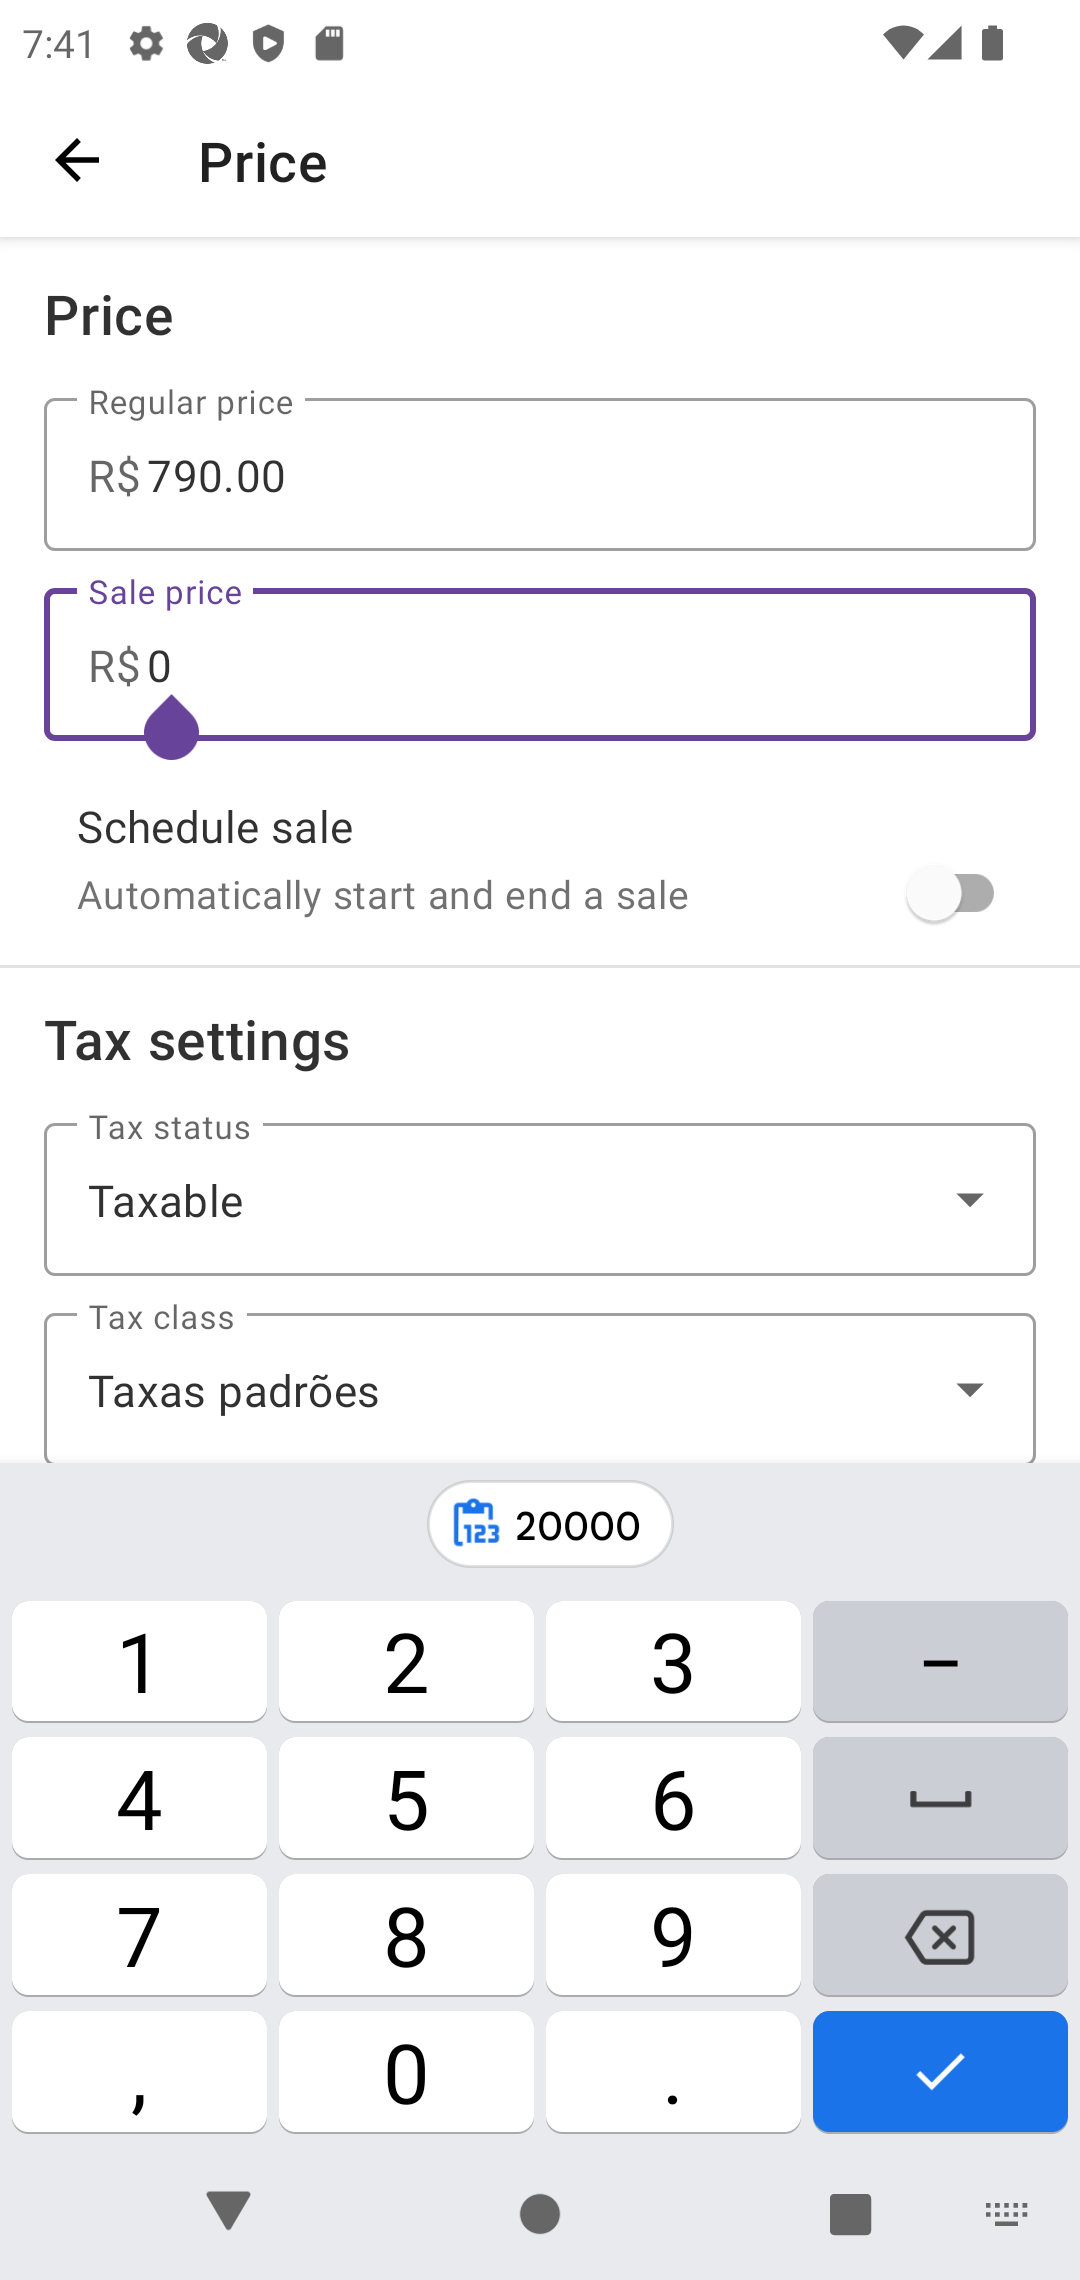 7:41
Price
Price
Regular price
R$ 790.00
Sale price
R$ 0
Schedule sale
Automatically start and end a sale
Tax settings
Tax status
Taxable
Tax class
Taxas padrões
123 20000
1 2 3 –
4 5 6
7 8 9
, 0 .